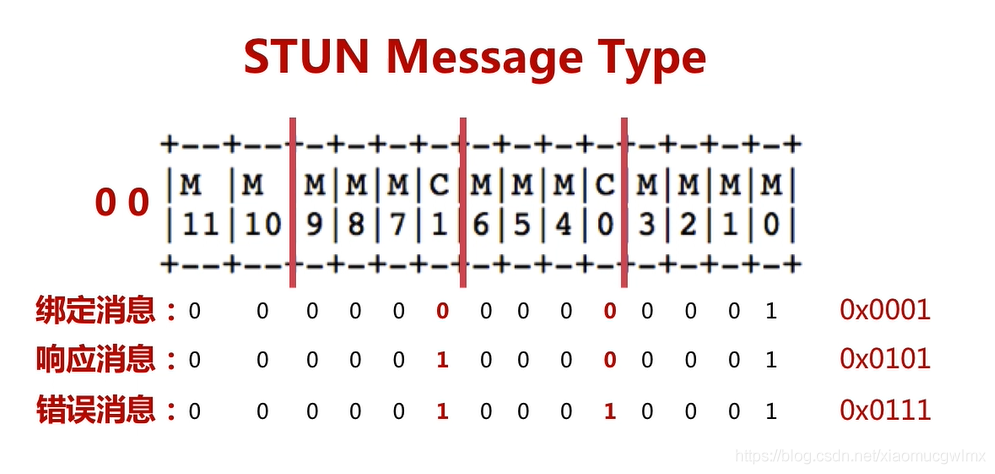 STUN Message Type
+--+--+-+-+-+-+-+-+-+-+-+-+-+-+
0 0 |M |M |M|M|M|C|M|M|M|C|M|M|M|M|
|11|10|9|8|7|1|6|5|4|0|3|2|1|0|
+--+--+-+-+-+-+-+-+-+-+-+-+-+-+
绑定消息：0 0 0 0 0 0 0 0 0 0 0 0 0 1 0x0001
响应消息：0 0 0 0 0 1 0 0 0 0 0 0 0 1 0x0101
错误消息：0 0 0 0 0 1 0 0 0 1 0 0 0 1 0x0111
https://blog.csdn.net/xiaomucgwlmx